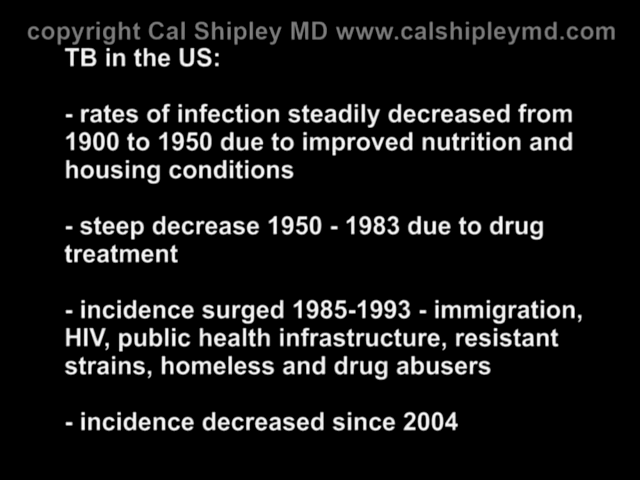 copyright Cal Shipley MD www.calshipleymd.com
TB in the US:
- rates of infection steadily decreased from
1900 to 1950 due to improved nutrition and
housing conditions
- steep decrease 1950 - 1983 due to drug
treatment
- incidence surged 1985-1993 - immigration,
HIV, public health infrastructure, resistant
strains, homeless and drug abusers
- incidence decreased since 2004